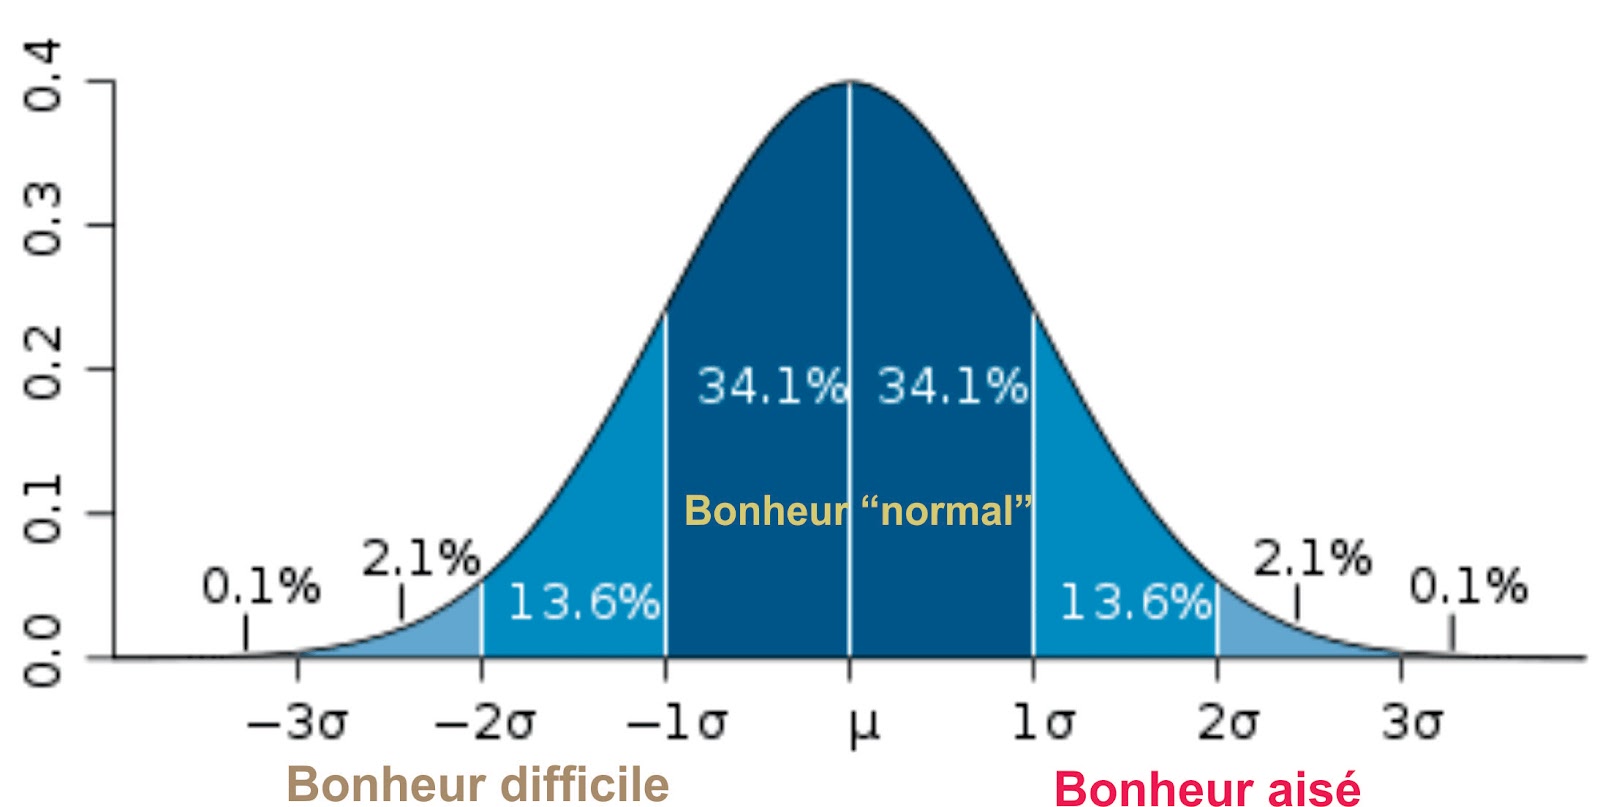 0.4
0.3
0.2
0.1
0.0
34.1% 34.1%
Bonheur “normal”
0.1% 2.1% 13.6% 13.6% 2.1% 0.1%
−3σ −2σ −1σ μ 1σ 2σ 3σ
Bonheur difficile Bonheur aisé